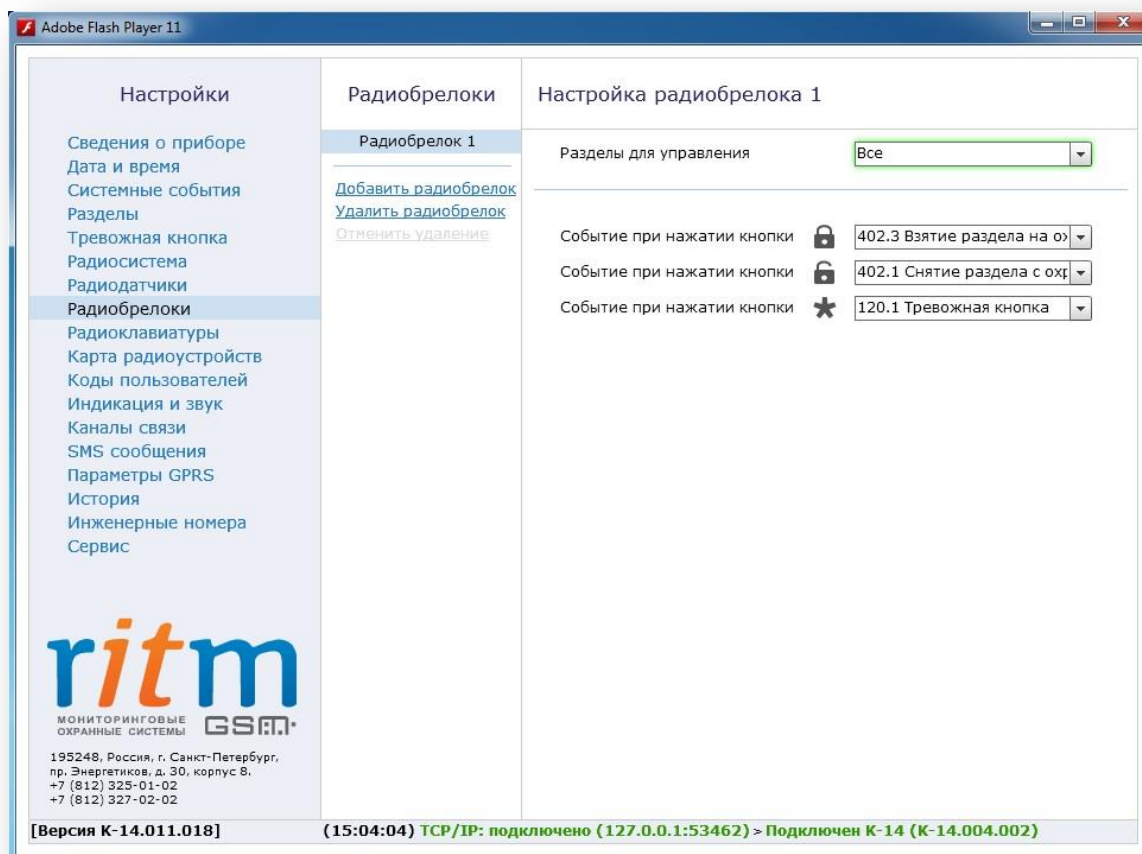 Adobe Flash Player 11
Настройки
Сведения о приборе
Дата и время
Системные события
Разделы
Тревожная кнопка
Радиосистема
Радиодатчики
Радиобрелоки
Радиоклавиатуры
Карта радиоустройств
Коды пользователей
Индикация и звук
Каналы связи
SMS сообщения
Параметры GPRS
История
Инженерные номера
Сервис
ritm
МОНИТОРИНГОВЫЕ
ОХРАННЫЕ СИСТЕМЫ
GSM
195248, Россия, г. Санкт-Петербург,
пр. Энергетиков, д. 30, корпус 8.
+7 (812) 325-01-02
+7 (812) 327-02-02
Радиобрелоки
Радиобрелок 1
Добавить радиобрелок
Удалить радиобрелок
Отменить удаление
Настройка радиобрелока 1
Разделы для управления Все
Событие при нажатии кнопки 402.3 Взятие раздела на ох
Событие при нажатии кнопки 402.1 Снятие раздела с охр
Событие при нажатии кнопки 120.1 Тревожная кнопка
[Версия K-14.011.018] (15:04:04) TCP/IP: подключено (127.0.0.1:53462) > Подключен K-14 (K-14.004.002)